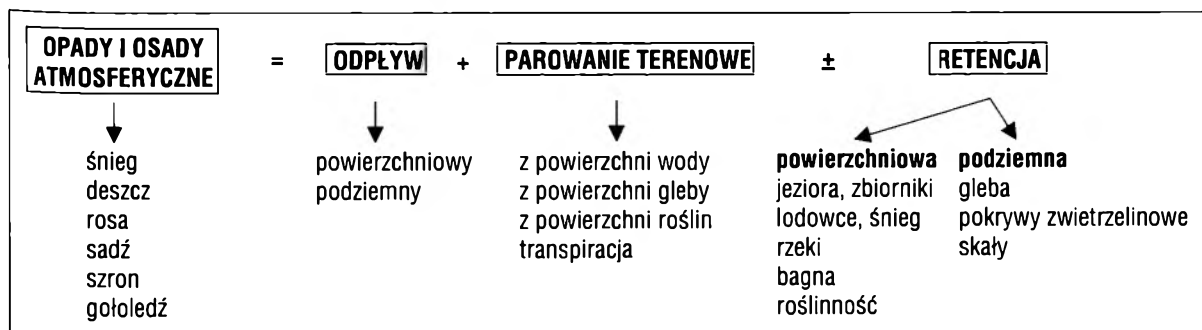 OPADY I OSADY
ATMOSFERYCZNE
= ODPŁYW + PAROWANIE TERENOWE ± RETENCJA
śnieg
deszcz
rosa
sadź
szron
gołoledź
powierzchniowy
podziemny
z powierzchni wody
z powierzchni gleby
z powierzchni roślin
transpiracja
powierzchniowa
jeziora, zbiorniki
lodowce, śnieg
rzeki
bagna
roślinność
podziemna
gleba
pokrywy zwietrzelinowe
skały